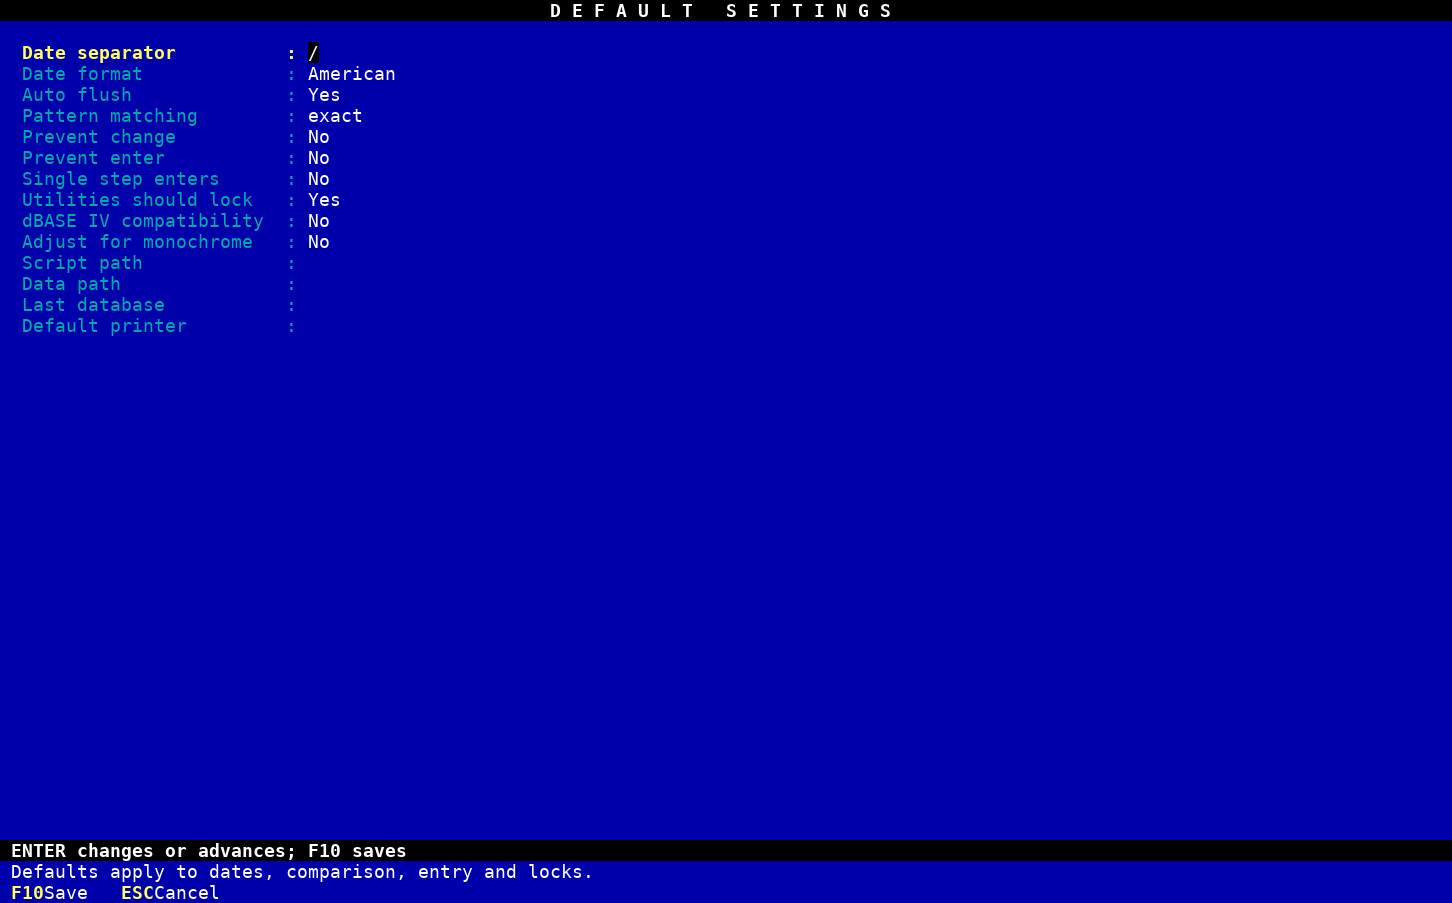 D E F A U L T   S E T T I N G S
Date separator          : /
Date format             : American
Auto flush              : Yes
Pattern matching        : exact
Prevent change          : No
Prevent enter           : No
Single step enters      : No
Utilities should lock   : Yes
dBASE IV compatibility  : No
Adjust for monochrome   : No
Script path             :
Data path               :
Last database           :
Default printer         :
ENTER changes or advances; F10 saves
Defaults apply to dates, comparison, entry and locks.
F10Save   ESCCancel